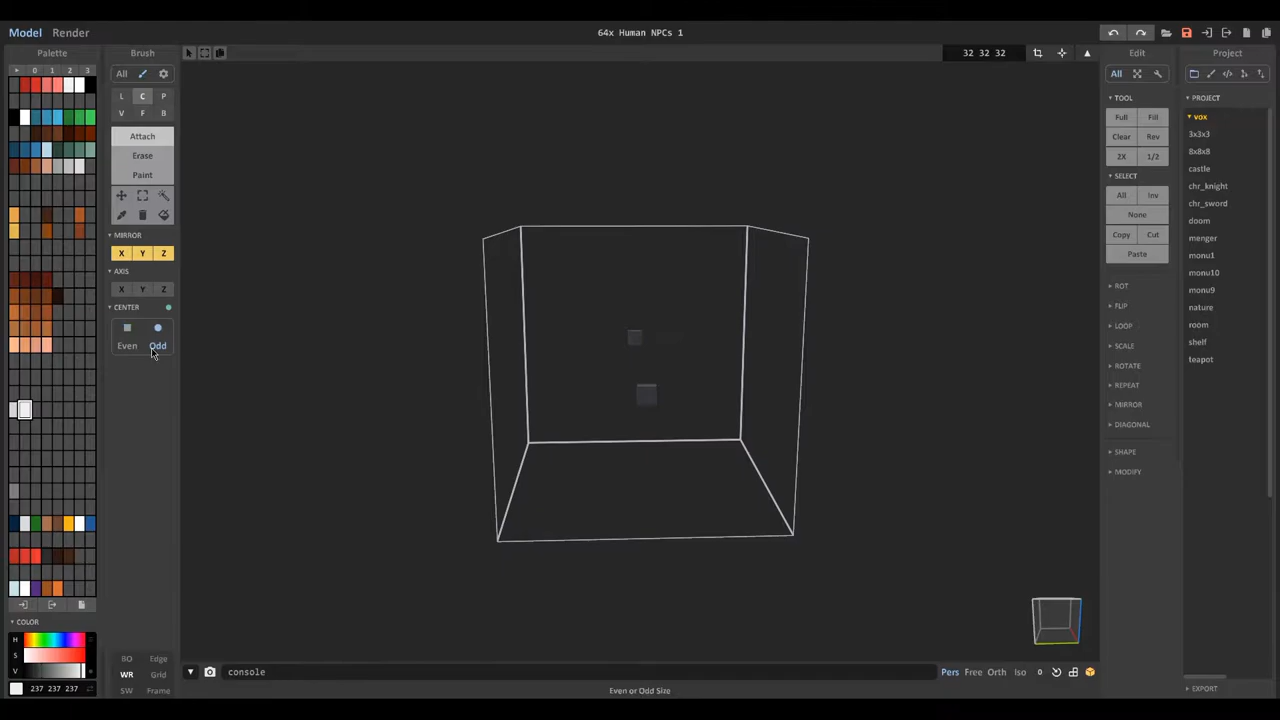 Model Render
64x Human NPCs 1
Palette
Brush
32 32 32
Edit
Project
0 1 2 3
All
L C P
V F B
Attach
Erase
Paint
MIRROR
X Y Z
AXIS
X Y Z
CENTER
Even Odd
BO Edge
WR Grid
SW Frame
COLOR
H
S
V
237 237 237
console
Pers Free Orth Iso 0
Even or Odd Size
All
TOOL
Full Fill
Clear Rev
2X 1/2
SELECT
All Inv
None
Copy Cut
Paste
ROT
FLIP
LOOP
SCALE
ROTATE
REPEAT
MIRROR
DIAGONAL
SHAPE
MODIFY
PROJECT
vox
3x3x3
8x8x8
castle
chr_knight
chr_sword
doom
menger
monu1
monu10
monu9
nature
room
shelf
teapot
EXPORT